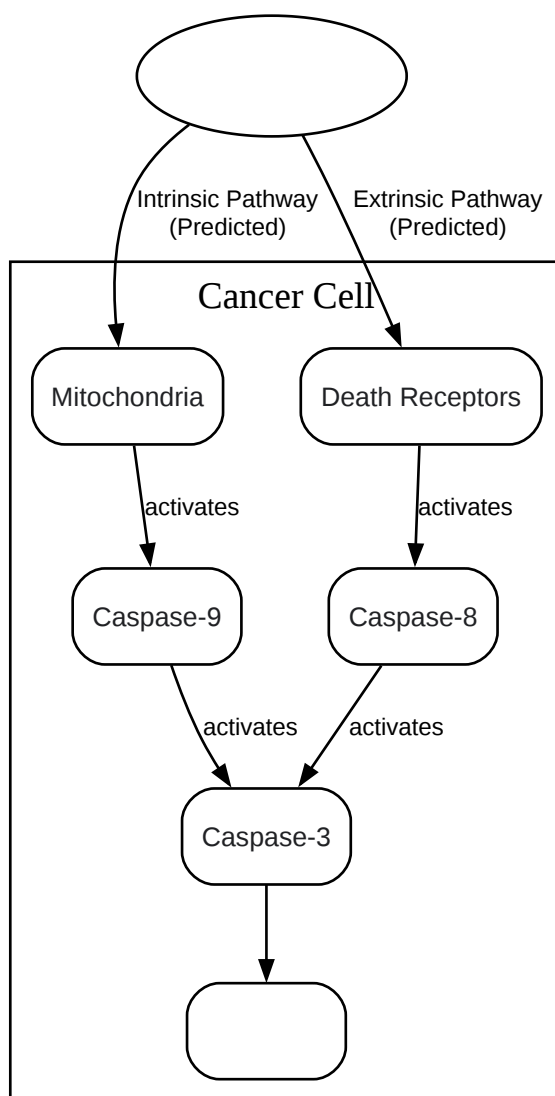 Intrinsic Pathway
(Predicted)
Extrinsic Pathway
(Predicted)
Cancer Cell
Mitochondria
Death Receptors
activates
activates
Caspase-9
Caspase-8
activates
activates
Caspase-3